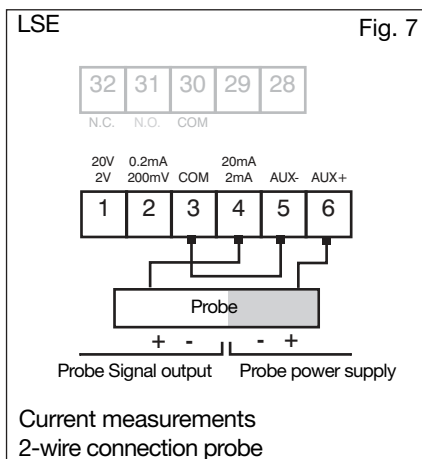 LSE Fig. 7
32 31 30 29 28
N.C. N.O. COM
20V 0.2mA 20mA
2V 200mV COM 2mA AUX- AUX+
1 2 3 4 5 6
Probe
+ - - +
Probe Signal output Probe power supply
Current measurements
2-wire connection probe